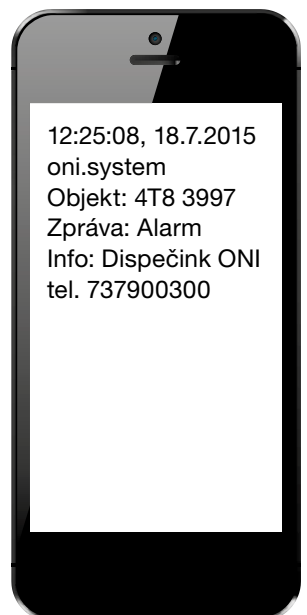 12:25:08, 18.7.2015
oni.system
Objekt: 4T8 3997
Zpráva: Alarm
Info: Dispečink ONI
tel. 737900300